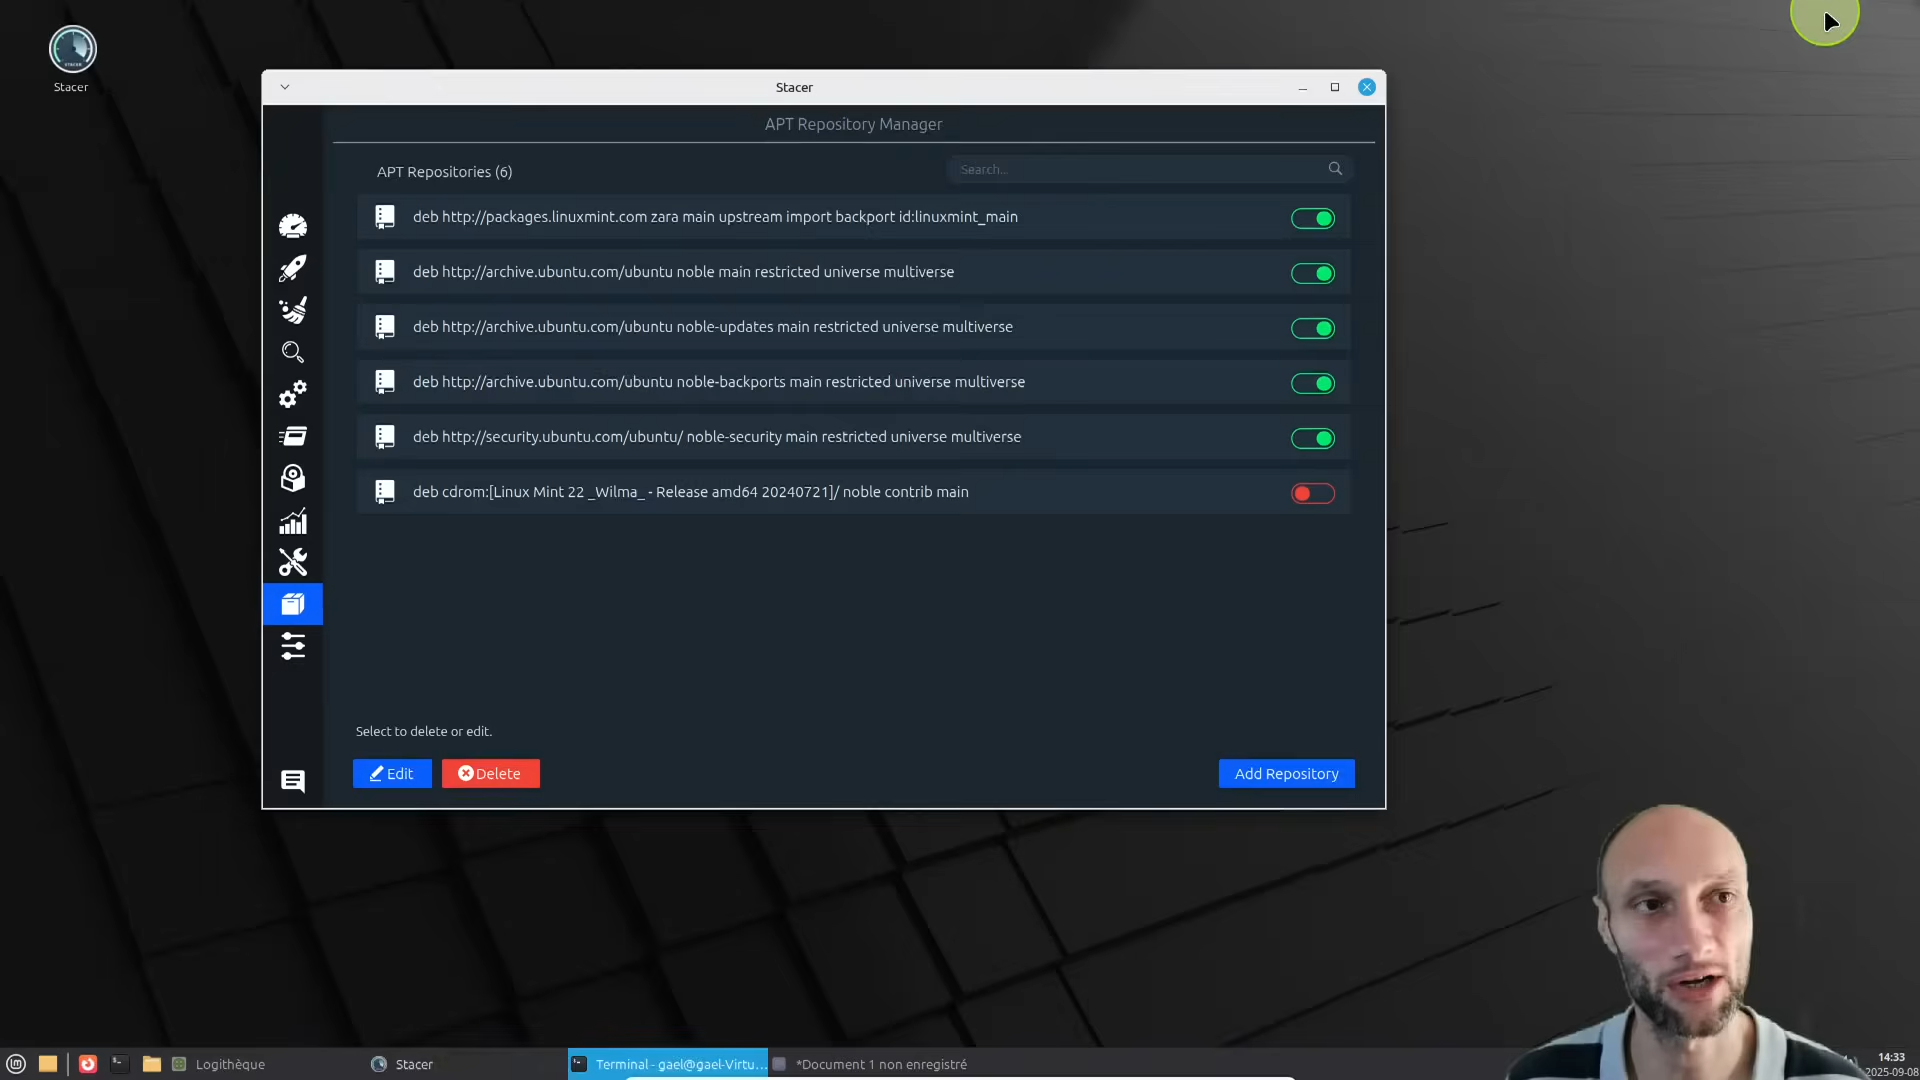 Stacer
Stacer
APT Repository Manager
APT Repositories (6)
Search...
deb http://packages.linuxmint.com zara main upstream import backport id:linuxmint_main
deb http://archive.ubuntu.com/ubuntu noble main restricted universe multiverse
deb http://archive.ubuntu.com/ubuntu noble-updates main restricted universe multiverse
deb http://archive.ubuntu.com/ubuntu noble-backports main restricted universe multiverse
deb http://security.ubuntu.com/ubuntu/ noble-security main restricted universe multiverse
deb cdrom:[Linux Mint 22 _Wilma_ - Release amd64 20240721]/ noble contrib main
Select to delete or edit.
Edit
Delete
Add Repository
Logithèque
Stacer
Terminal - gael@gael-Virtu...
*Document 1 non enregistré
14:33
2025-09-08